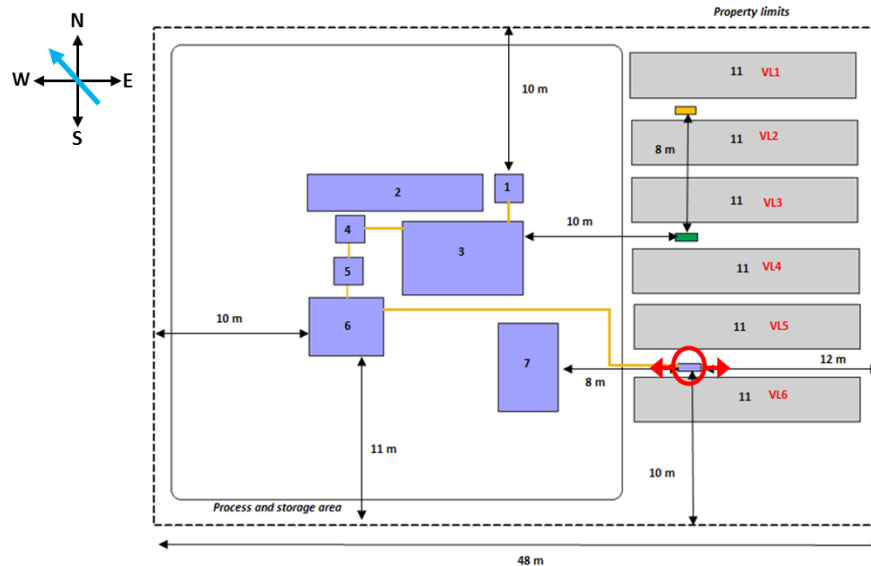 Property limits
N
W E
S
10 m
11 VL1
11 VL2
8 m
11 VL3
1
2
10 m
4
3
5
11 VL4
10 m
6
11 VL5
7
12 m
8 m
11 VL6
11 m
10 m
Process and storage area
48 m